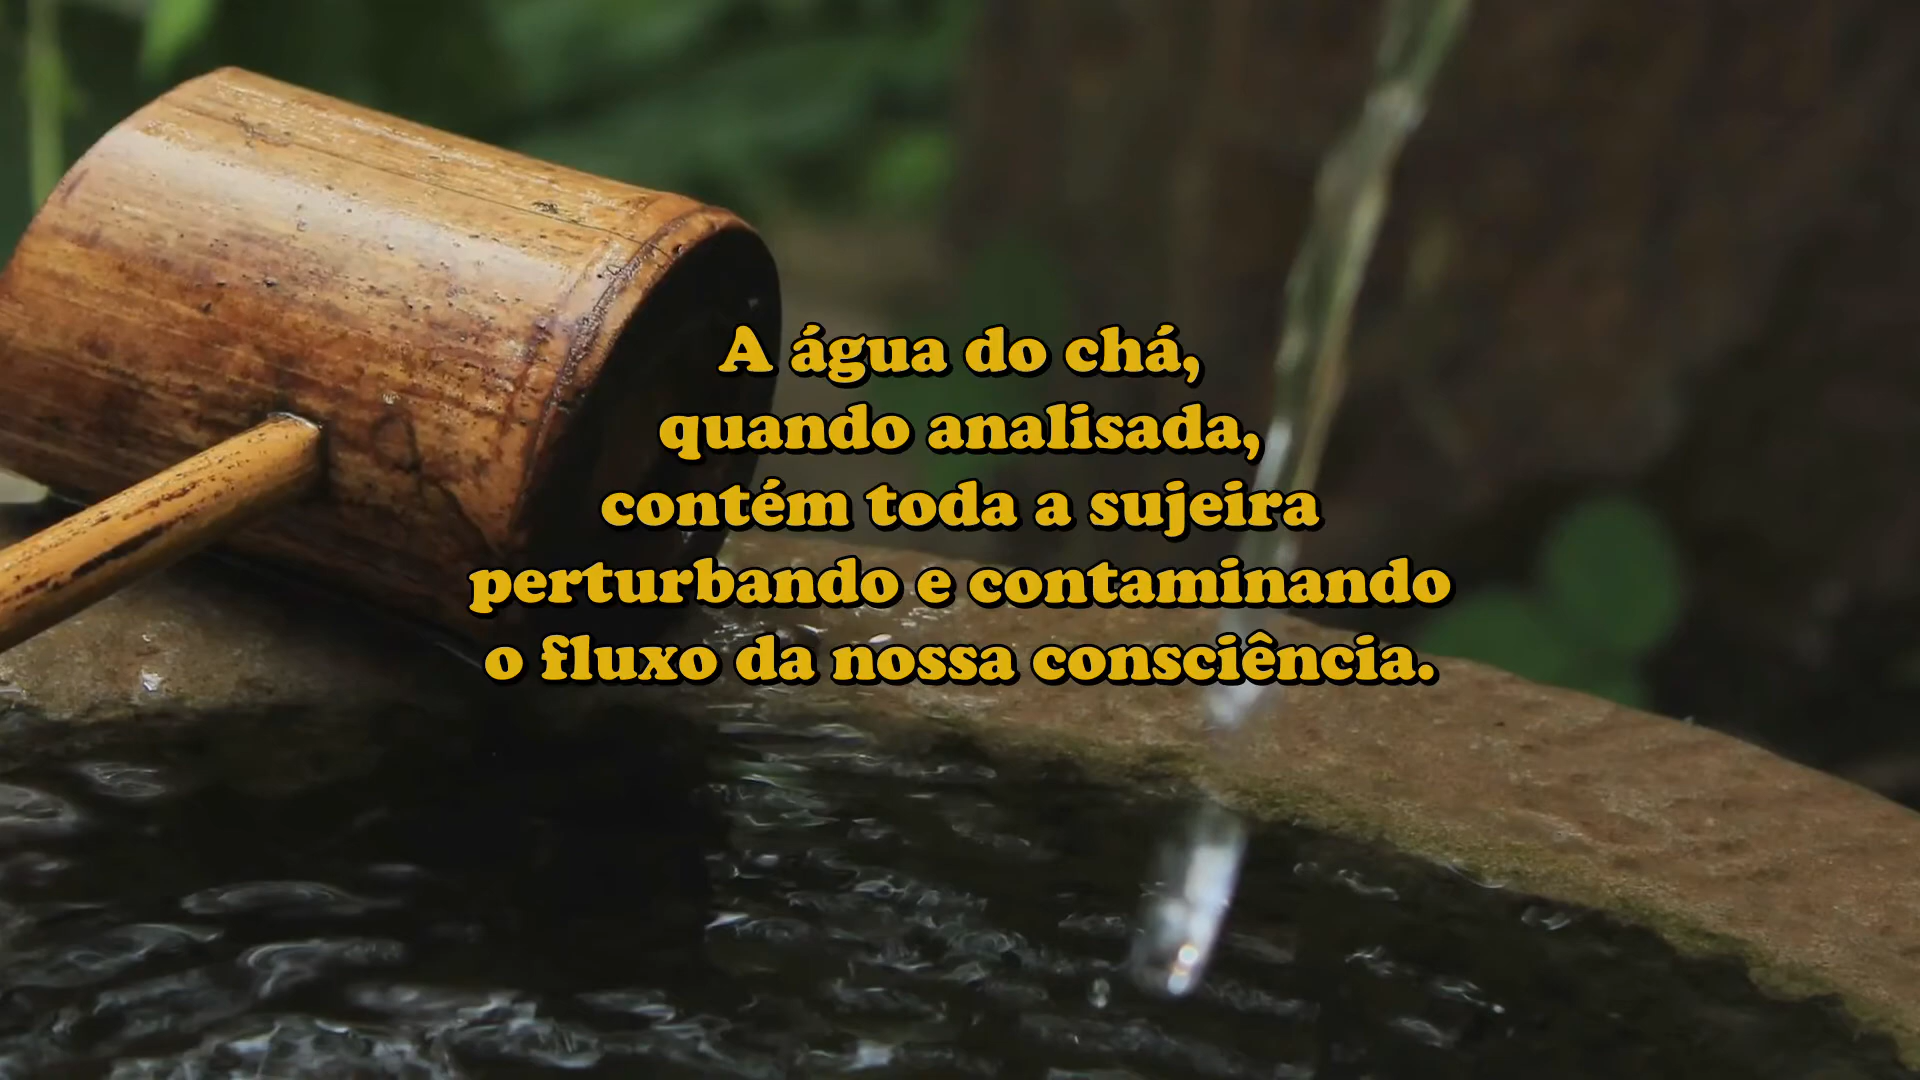 A água do chá,
quando analisada,
contém toda a sujeira
perturbando e contaminando
o fluxo da nossa consciência.